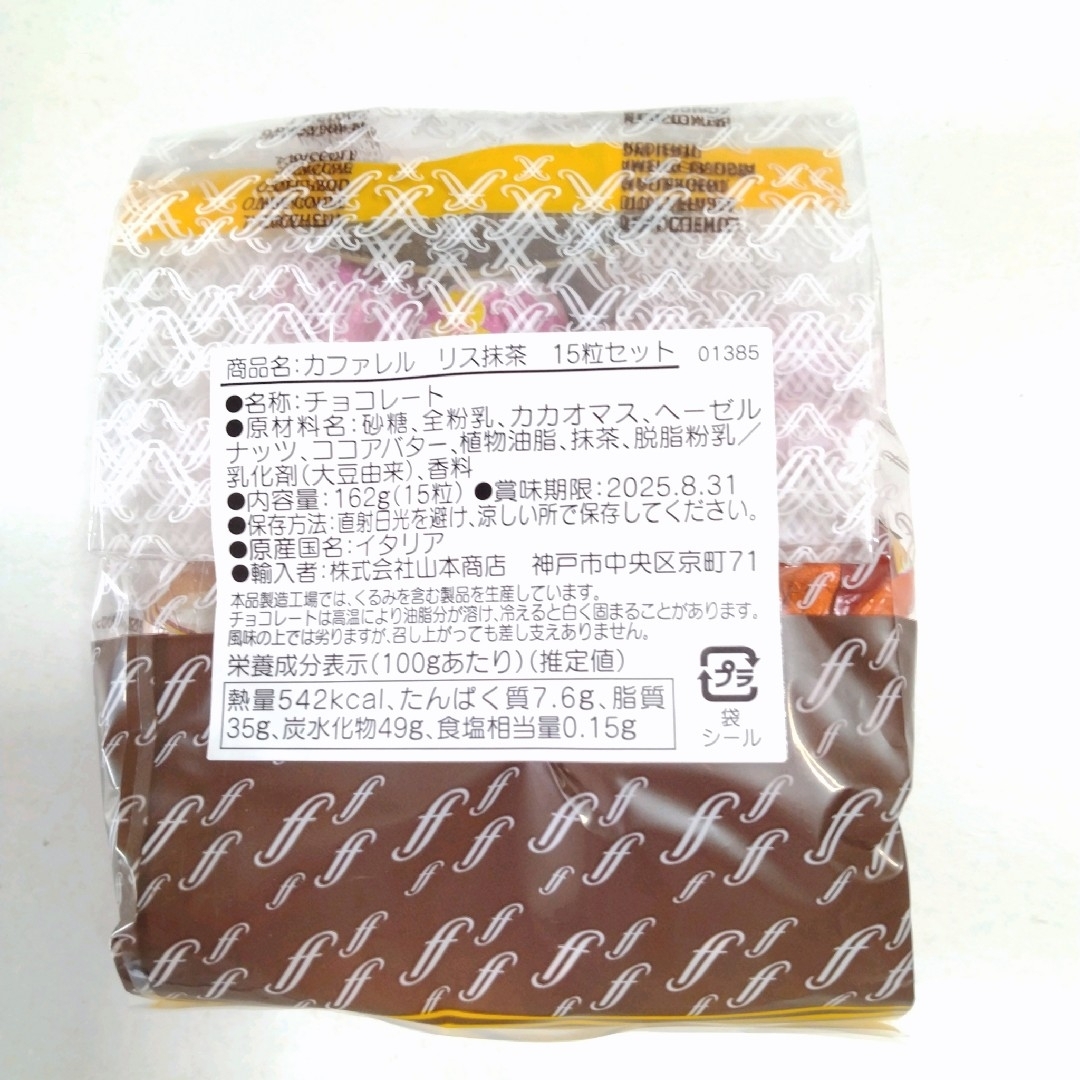 商品名:カファレル　リス抹茶　15粒セット　01385
●名称:チョコレート
●原材料名:砂糖、全粉乳、カカオマス、ヘーゼル
ナッツ、ココアバター、植物油脂、抹茶、脱脂粉乳／
乳化剤(大豆由来)、香料
●内容量:162g(15粒) ●賞味期限:2025.8.31
●保存方法:直射日光を避け、涼しい所で保存してください。
●原産国名:イタリア
●輸入者:株式会社山本商店　神戸市中央区京町71
本品製造工場では、くるみを含む製品を生産しています。
チョコレートは高温により油脂分が溶け、冷えると白く固まることがあります。
風味の上では劣りますが、召し上がっても差し支えありません。
栄養成分表示(100gあたり)(推定値)
熱量542kcal、たんぱく質7.6g、脂質
35g、炭水化物49g、食塩相当量0.15g
プラ
袋
シール